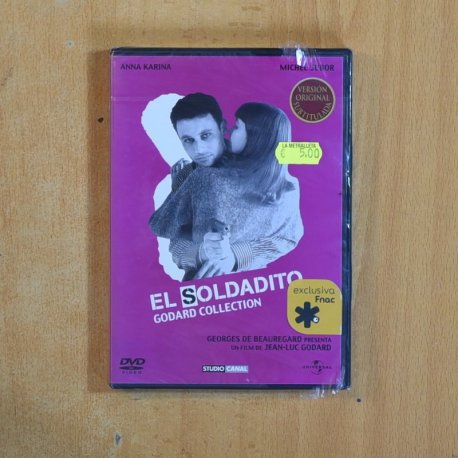 ANNA KARINA
MICHEL SUBOR
VERSIÓN
ORIGINAL
SUBTITULADA
LA METRALLETA
€ 5.00
EL SOLDADITO
GODARD COLLECTION
exclusiva
Fnac
GEORGES DE BEAUREGARD PRESENTA
UN FILM DE JEAN-LUC GODARD
DVD
VIDEO
STUDIO CANAL
UNIVERSAL